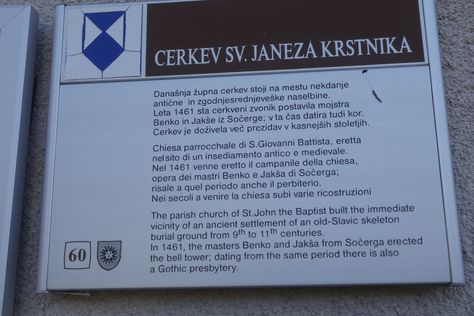 CERKEV SV. JANEZA KRSTNIKA
Današnja župna cerkev stoji na mestu nekdanje
antične in zgodnjesrednjeveške naselbine.
Leta 1461 sta cerkveni zvonik postavila mojstra
Benko in Jakše iz Sočerge; v ta čas datira tudi kor.
Cerkev je doživela več prezidav v kasnejših stoletjih.
Chiesa parrocchiale di S.Giovanni Battista, eretta
nel sito di un insediamento antico e medievale.
Nel 1461 venne eretto il campanile della chiesa,
opera dei mastri Benko e Jakša di Sočerga;
risale a quel periodo anche il perbiterio.
Nei secoli a venire la chiesa subì varie ricostruzioni
The parish church of St.John the Baptist built the immediate
vicinity of an ancient settlement of an old-Slavic skeleton
burial ground from 9th to 11th centuries.
In 1461, the masters Benko and Jakša from Sočerga erected
the bell tower; dating from the same period there is also
a Gothic presbytery.
60